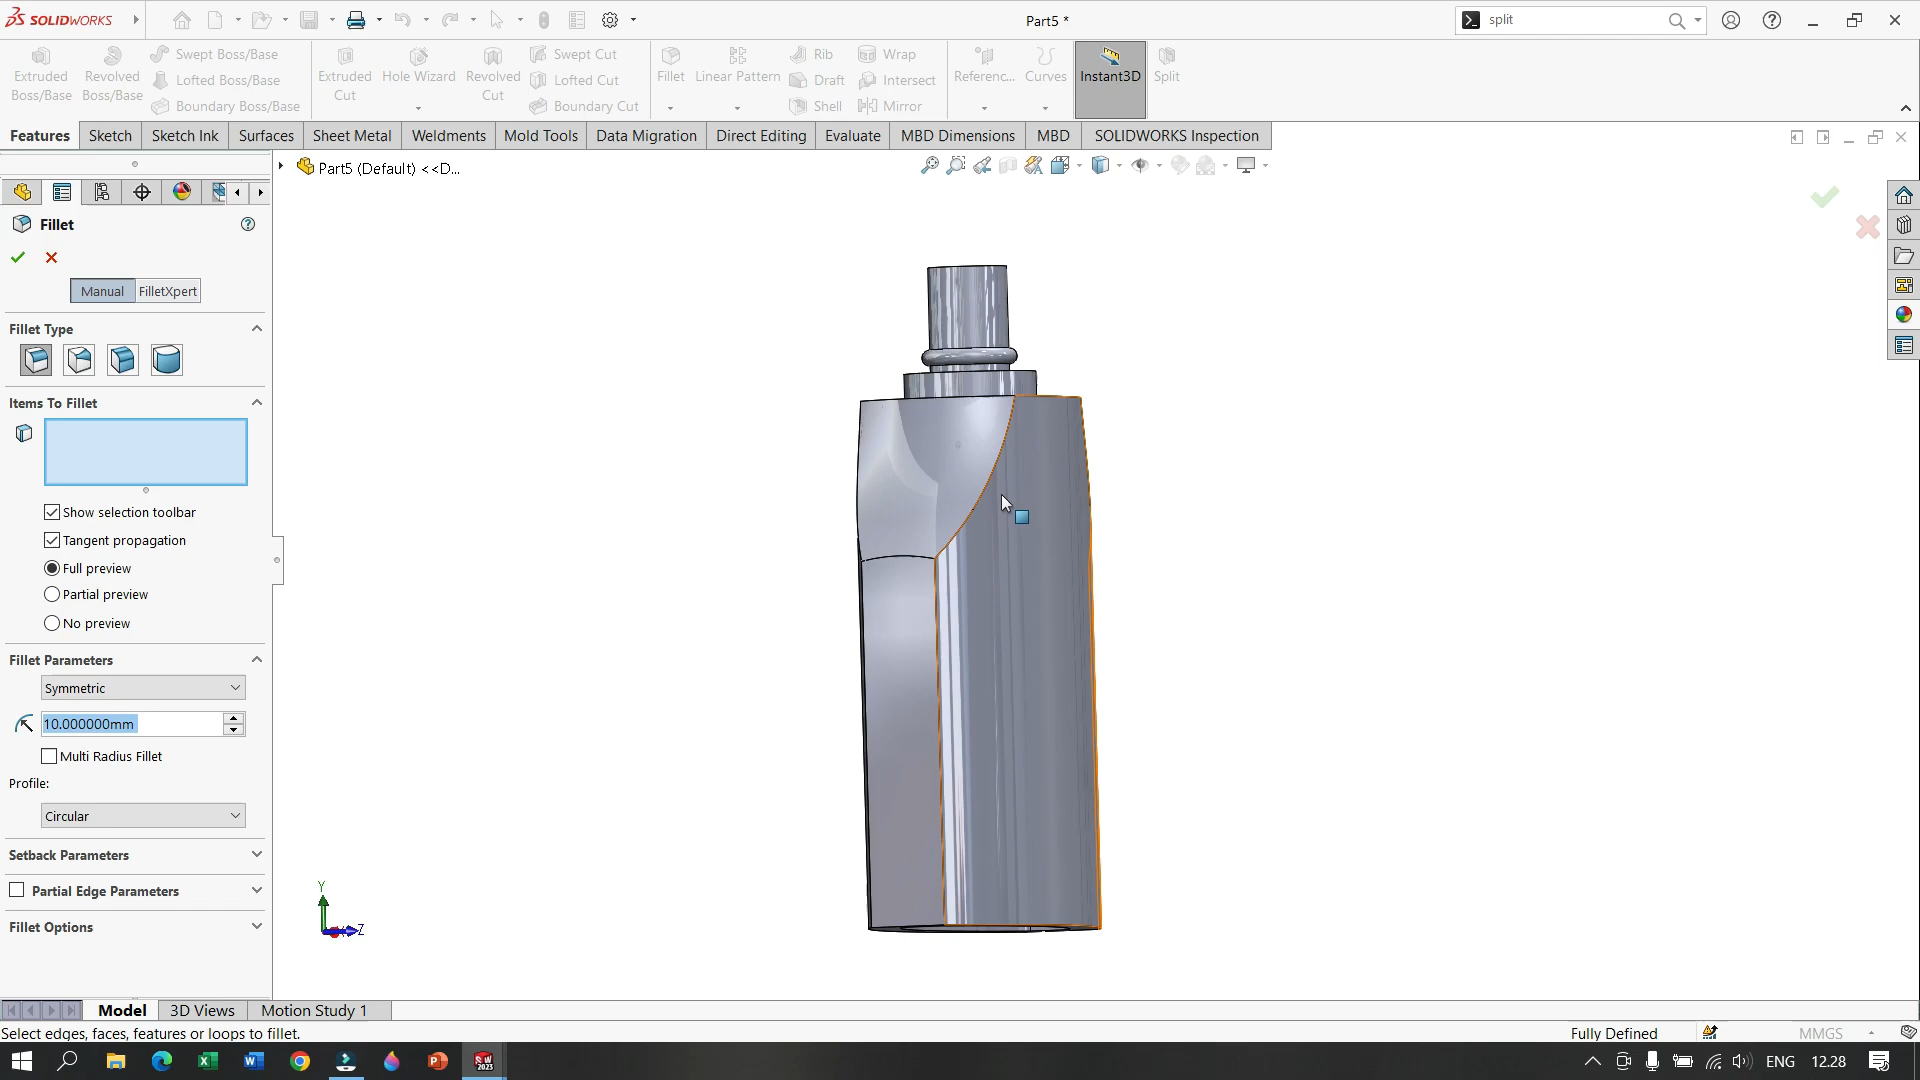 SOLIDWORKS
Part5 *
split
Extruded Boss/Base
Revolved Boss/Base
Swept Boss/Base
Lofted Boss/Base
Boundary Boss/Base
Extruded Cut
Hole Wizard
Revolved Cut
Swept Cut
Lofted Cut
Boundary Cut
Fillet
Linear Pattern
Rib
Draft
Shell
Wrap
Intersect
Mirror
Referenc...
Curves
Instant3D
Split
Features
Sketch
Sketch Ink
Surfaces
Sheet Metal
Weldments
Mold Tools
Data Migration
Direct Editing
Evaluate
MBD Dimensions
MBD
SOLIDWORKS Inspection
Part5 (Default) <<D...
Fillet
Manual
FilletXpert
Fillet Type
Items To Fillet
Show selection toolbar
Tangent propagation
Full preview
Partial preview
No preview
Fillet Parameters
Symmetric
10.000000mm
Multi Radius Fillet
Profile:
Circular
Setback Parameters
Partial Edge Parameters
Fillet Options
Y
Z
Model
3D Views
Motion Study 1
Select edges, faces, features or loops to fillet.
Fully Defined
MMGS
ENG
12.28